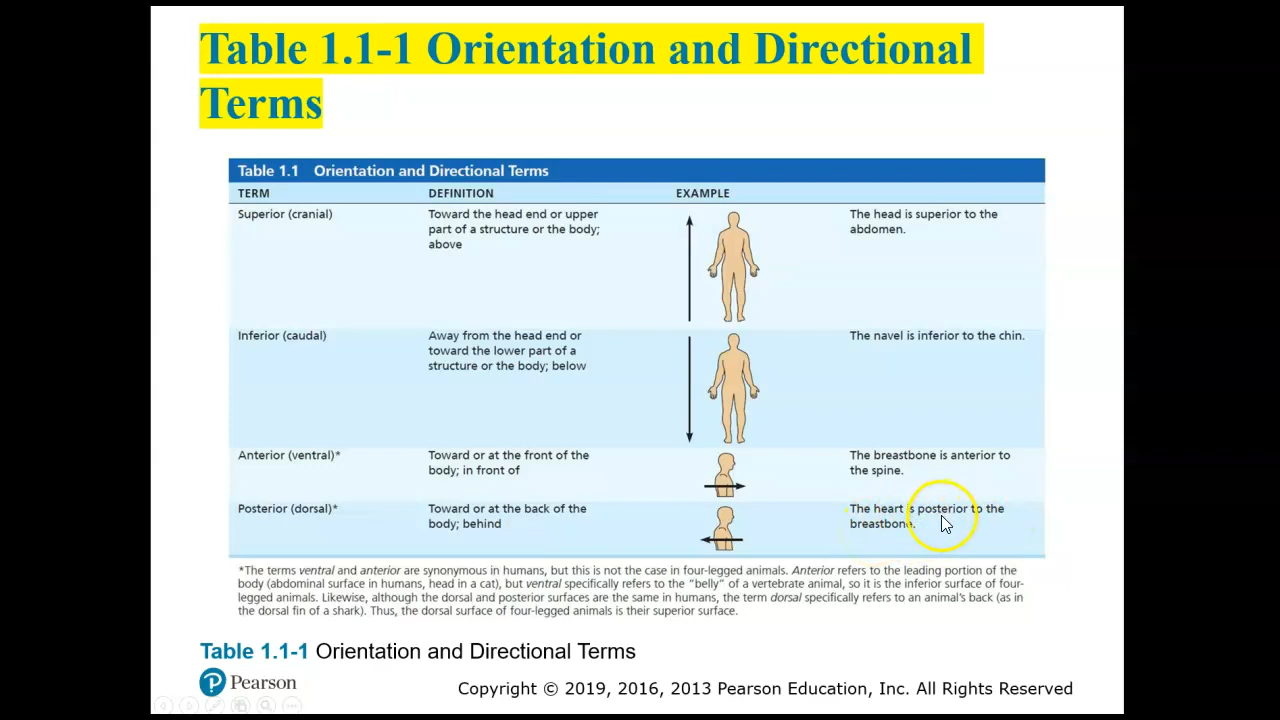 Table 1.1-1 Orientation and Directional
Terms
Table 1.1 Orientation and Directional Terms
TERM DEFINITION EXAMPLE
Superior (cranial) Toward the head end or upper The head is superior to the
part of a structure or the body; abdomen.
above
Inferior (caudal) Away from the head end or The navel is inferior to the chin.
toward the lower part of a
structure or the body; below
Anterior (ventral)* Toward or at the front of the The breastbone is anterior to
body; in front of the spine.
Posterior (dorsal)* Toward or at the back of the The heart is posterior to the
body; behind breastbone.
*The terms ventral and anterior are synonymous in humans, but this is not the case in four-legged animals. Anterior refers to the leading portion of the
body (abdominal surface in humans, head in a cat), but ventral specifically refers to the “belly” of a vertebrate animal, so it is the inferior surface of four-
legged animals. Likewise, although the dorsal and posterior surfaces are the same in humans, the term dorsal specifically refers to an animal’s back (as in
the dorsal fin of a shark). Thus, the dorsal surface of four-legged animals is their superior surface.
Table 1.1-1 Orientation and Directional Terms
P Pearson
Copyright © 2019, 2016, 2013 Pearson Education, Inc. All Rights Reserved